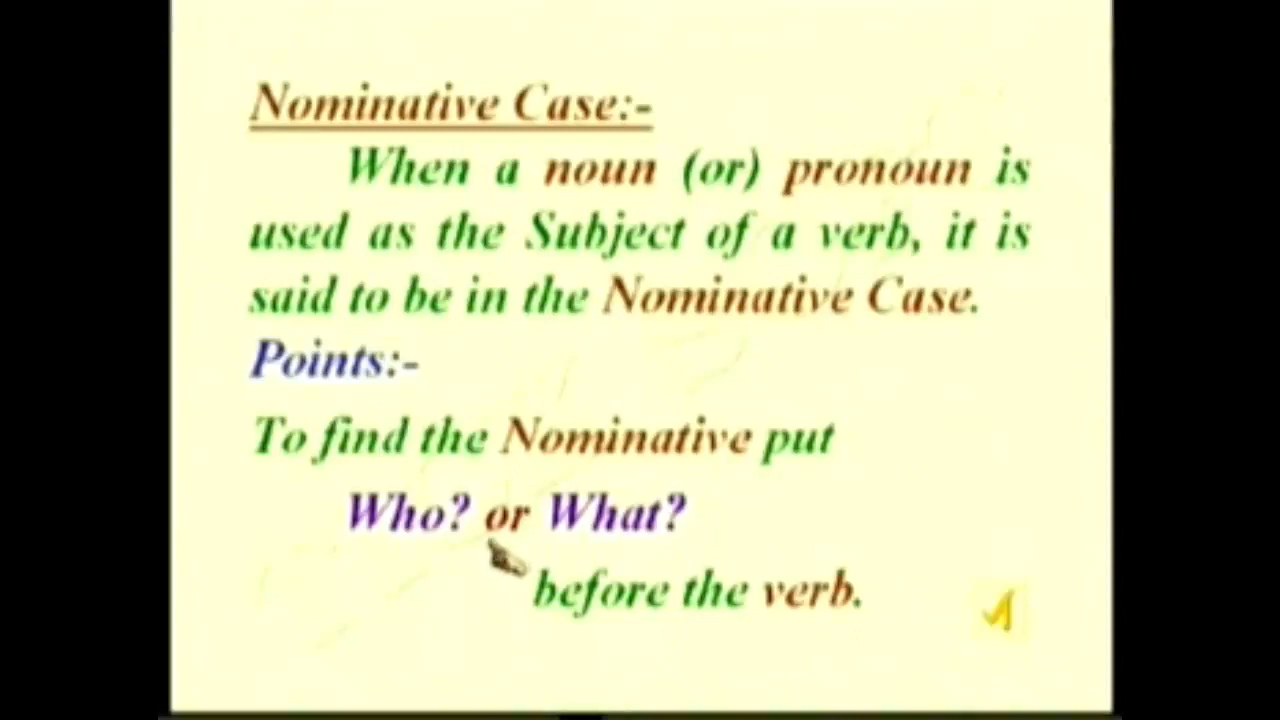 Nominative Case:-
When a noun (or) pronoun is
used as the Subject of a verb, it is
said to be in the Nominative Case.
Points:-
To find the Nominative put
Who? or What?
before the verb.